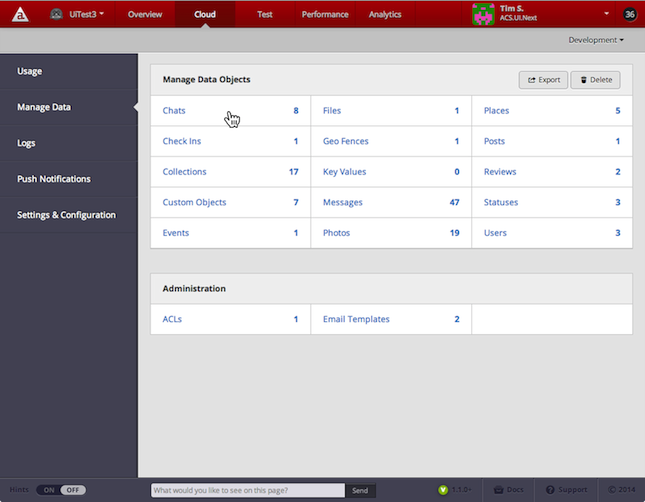 UiTest3 Overview Cloud Test Performance Analytics Tim S. 36
ACS.UI.Next
Development
Usage
Manage Data
Logs
Push Notifications
Settings & Configuration
Manage Data Objects Export Delete
Chats 8 Files 1 Places 5
Check Ins 1 Geo Fences 1 Posts 1
Collections 17 Key Values 0 Reviews 2
Custom Objects 7 Messages 47 Statuses 3
Events 1 Photos 19 Users 3
Administration
ACLs 1 Email Templates 2
Hints ON OFF What would you like to see on this page? Send Docs Support © 2014